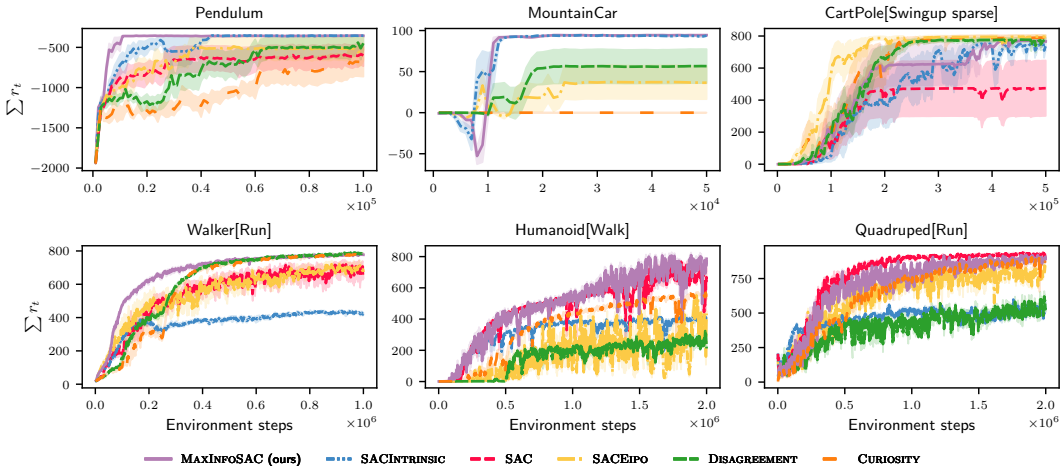 Pendulum
MountainCar
CartPole[Swingup sparse]
∑ r_t
−500
−1000
−1500
−2000
0.0 0.2 0.4 0.6 0.8 1.0
×10^5
100
50
0
−50
0 1 2 3 4 5
×10^4
800
600
400
200
0
0 1 2 3 4 5
×10^5
Walker[Run]
Humanoid[Walk]
Quadruped[Run]
∑ r_t
800
600
400
200
0
0.0 0.2 0.4 0.6 0.8 1.0
×10^6
Environment steps
800
600
400
200
0
0.0 0.5 1.0 1.5 2.0
×10^6
Environment steps
750
500
250
0
0.0 0.5 1.0 1.5 2.0
×10^6
Environment steps
MAXINFOSAC (ours) SACINTRINSIC SAC SACEIPO DISAGREEMENT CURIOSITY